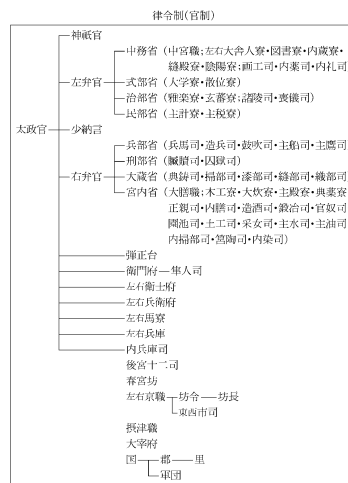 律令制(官制)
神祇官
中務省(中宮職;左右大舎人寮・図書寮・内蔵寮・
縫殿寮・陰陽寮;画工司・内薬司・内礼司
左弁官
式部省(大学寮・散位寮)
治部省(雅楽寮・玄蕃寮;諸陵司・喪儀司)
民部省(主計寮・主税寮)
太政官
少納言
兵部省(兵馬司・造兵司・鼓吹司・主船司・主鷹司
刑部省(贓贖司・囚獄司)
右弁官
大蔵省(典鋳司・掃部司・漆部司・縫部司・織部司
宮内省(大膳職;木工寮・大炊寮・主殿寮・典薬寮
正親司・内膳司・造酒司・鍛冶司・官奴司
園池司・土工司・采女司・主水司・主油司
内掃部司・筥陶司・内染司)
弾正台
衛門府―隼人司
左右衛士府
左右兵衛府
左右馬寮
左右兵庫
内兵庫司
後宮十二司
春宮坊
左右京職 坊令―坊長
東西市司
摂津職
大宰府
国 郡―里
軍団